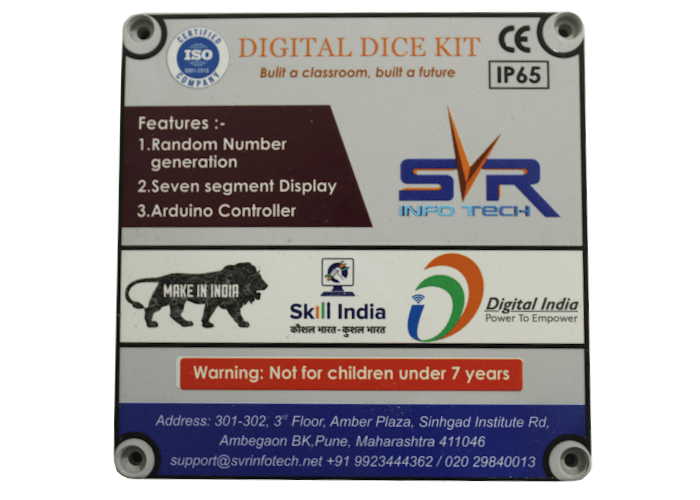 CERTIFIED
ISO
9001:2015
COMPANY
DIGITAL DICE KIT
Bulit a classroom, built a future
CE
IP65
Features :-
1.Random Number
generation
2.Seven segment Display
3.Arduino Controller
SVR
INFO TECH
MAKE IN INDIA
Skill India
कौशल भारत - कुशल भारत
Digital India
Power To Empower
Warning: Not for children under 7 years
Address: 301-302, 3rd Floor, Amber Plaza, Sinhgad Institute Rd,
Ambegaon BK,Pune, Maharashtra 411046
support@svrinfotech.net +91 9923444362 / 020 29840013